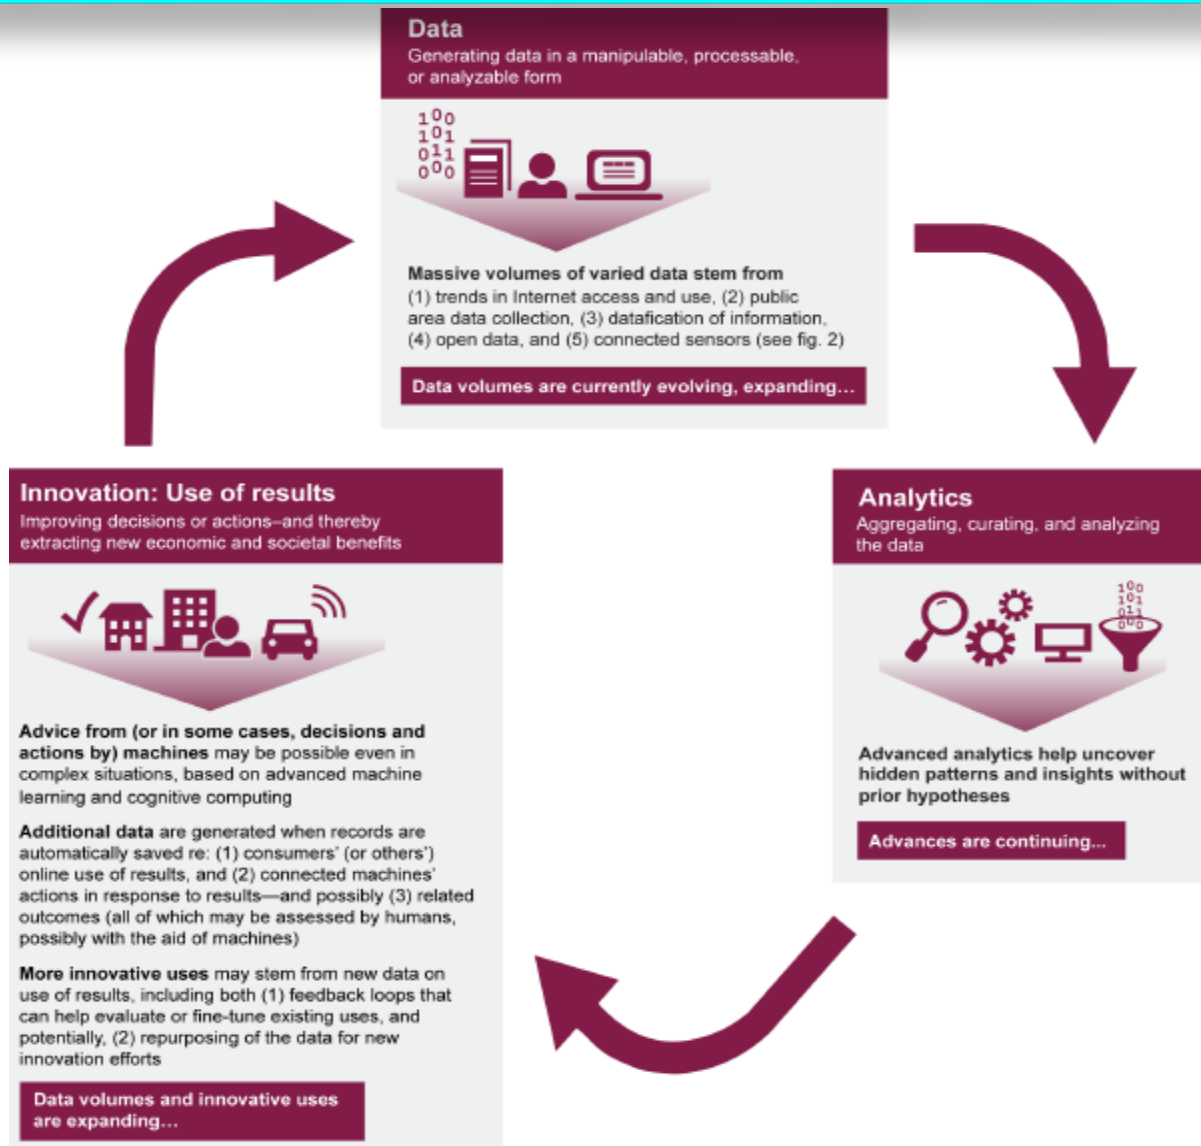 Data
Generating data in a manipulable, processable,
or analyzable form
100
101
011
000
Massive volumes of varied data stem from
(1) trends in Internet access and use, (2) public
area data collection, (3) datafication of information,
(4) open data, and (5) connected sensors (see fig. 2)
Data volumes are currently evolving, expanding…
Analytics
Aggregating, curating, and analyzing
the data
100
101
011
000
Advanced analytics help uncover
hidden patterns and insights without
prior hypotheses
Advances are continuing...
Innovation: Use of results
Improving decisions or actions–and thereby
extracting new economic and societal benefits
Advice from (or in some cases, decisions and
actions by) machines may be possible even in
complex situations, based on advanced machine
learning and cognitive computing
Additional data are generated when records are
automatically saved re: (1) consumers’ (or others’)
online use of results, and (2) connected machines’
actions in response to results—and possibly (3) related
outcomes (all of which may be assessed by humans,
possibly with the aid of machines)
More innovative uses may stem from new data on
use of results, including both (1) feedback loops that
can help evaluate or fine-tune existing uses, and
potentially, (2) repurposing of the data for new
innovation efforts
Data volumes and innovative uses
are expanding…